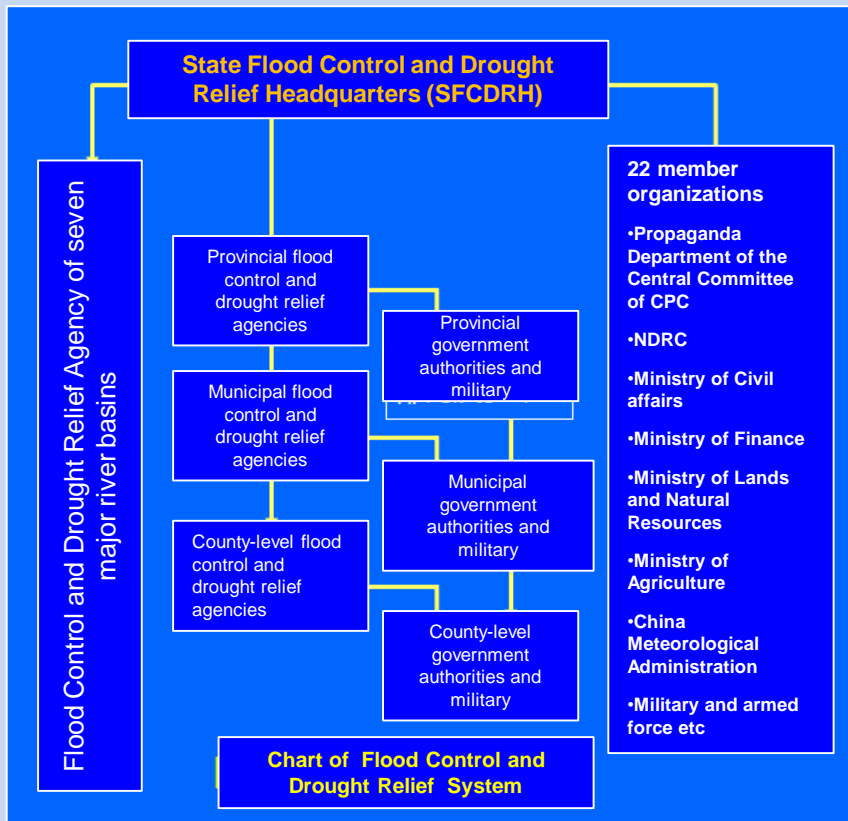 State Flood Control and Drought
Relief Headquarters (SFCDRH)
Flood Control and Drought Relief Agency of seven
major river basins
Provincial flood
control and
drought relief
agencies
Provincial
government
authorities and
military
Municipal flood
control and
drought relief
agencies
Municipal
government
authorities and
military
County-level flood
control and
drought relief
agencies
County-level
government
authorities and
military
22 member
organizations
•Propaganda
Department of the
Central Committee
of CPC
•NDRC
•Ministry of Civil
affairs
•Ministry of Finance
•Ministry of Lands
and Natural
Resources
•Ministry of
Agriculture
•China
Meteorological
Administration
•Military and armed
force etc
Chart of Flood Control and
Drought Relief System